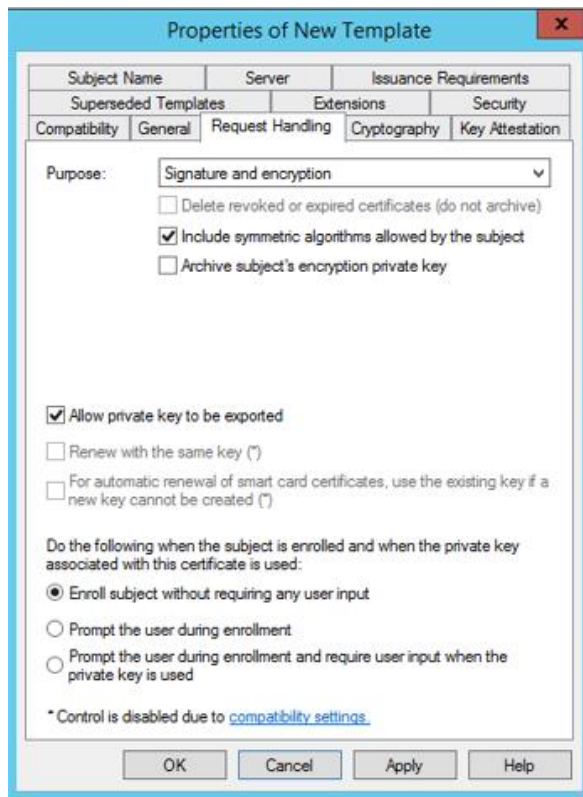 Properties of New Template
x
Subject Name Server Issuance Requirements
Superseded Templates Extensions Security
Compatibility General Request Handling Cryptography Key Attestation
Purpose: Signature and encryption
Delete revoked or expired certificates (do not archive)
Include symmetric algorithms allowed by the subject
Archive subject's encryption private key
Allow private key to be exported
Renew with the same key (*)
For automatic renewal of smart card certificates, use the existing key if a
new key cannot be created (*)
Do the following when the subject is enrolled and when the private key
associated with this certificate is used:
Enroll subject without requiring any user input
Prompt the user during enrollment
Prompt the user during enrollment and require user input when the
private key is used
* Control is disabled due to compatibility settings.
OK Cancel Apply Help